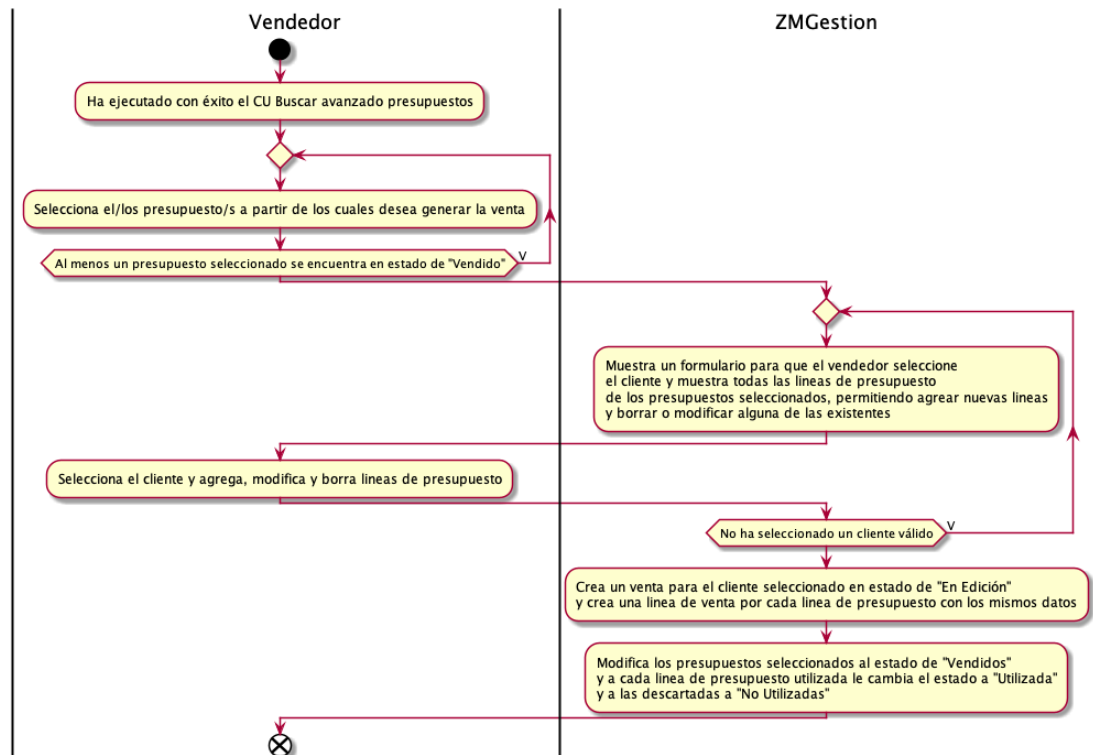 Vendedor
ZMGestion
Ha ejecutado con éxito el CU Buscar avanzado presupuestos
Selecciona el/los presupuesto/s a partir de los cuales desea generar la venta
Al menos un presupuesto seleccionado se encuentra en estado de "Vendido"
V
Muestra un formulario para que el vendedor seleccione
el cliente y muestra todas las lineas de presupuesto
de los presupuestos seleccionados, permitiendo agrear nuevas lineas
y borrar o modificar alguna de las existentes
Selecciona el cliente y agrega, modifica y borra lineas de presupuesto
No ha seleccionado un cliente válido
V
Crea un venta para el cliente seleccionado en estado de "En Edición"
y crea una linea de venta por cada linea de presupuesto con los mismos datos
Modifica los presupuestos seleccionados al estado de "Vendidos"
y a cada linea de presupuesto utilizada le cambia el estado a "Utilizada"
y a las descartadas a "No Utilizadas"